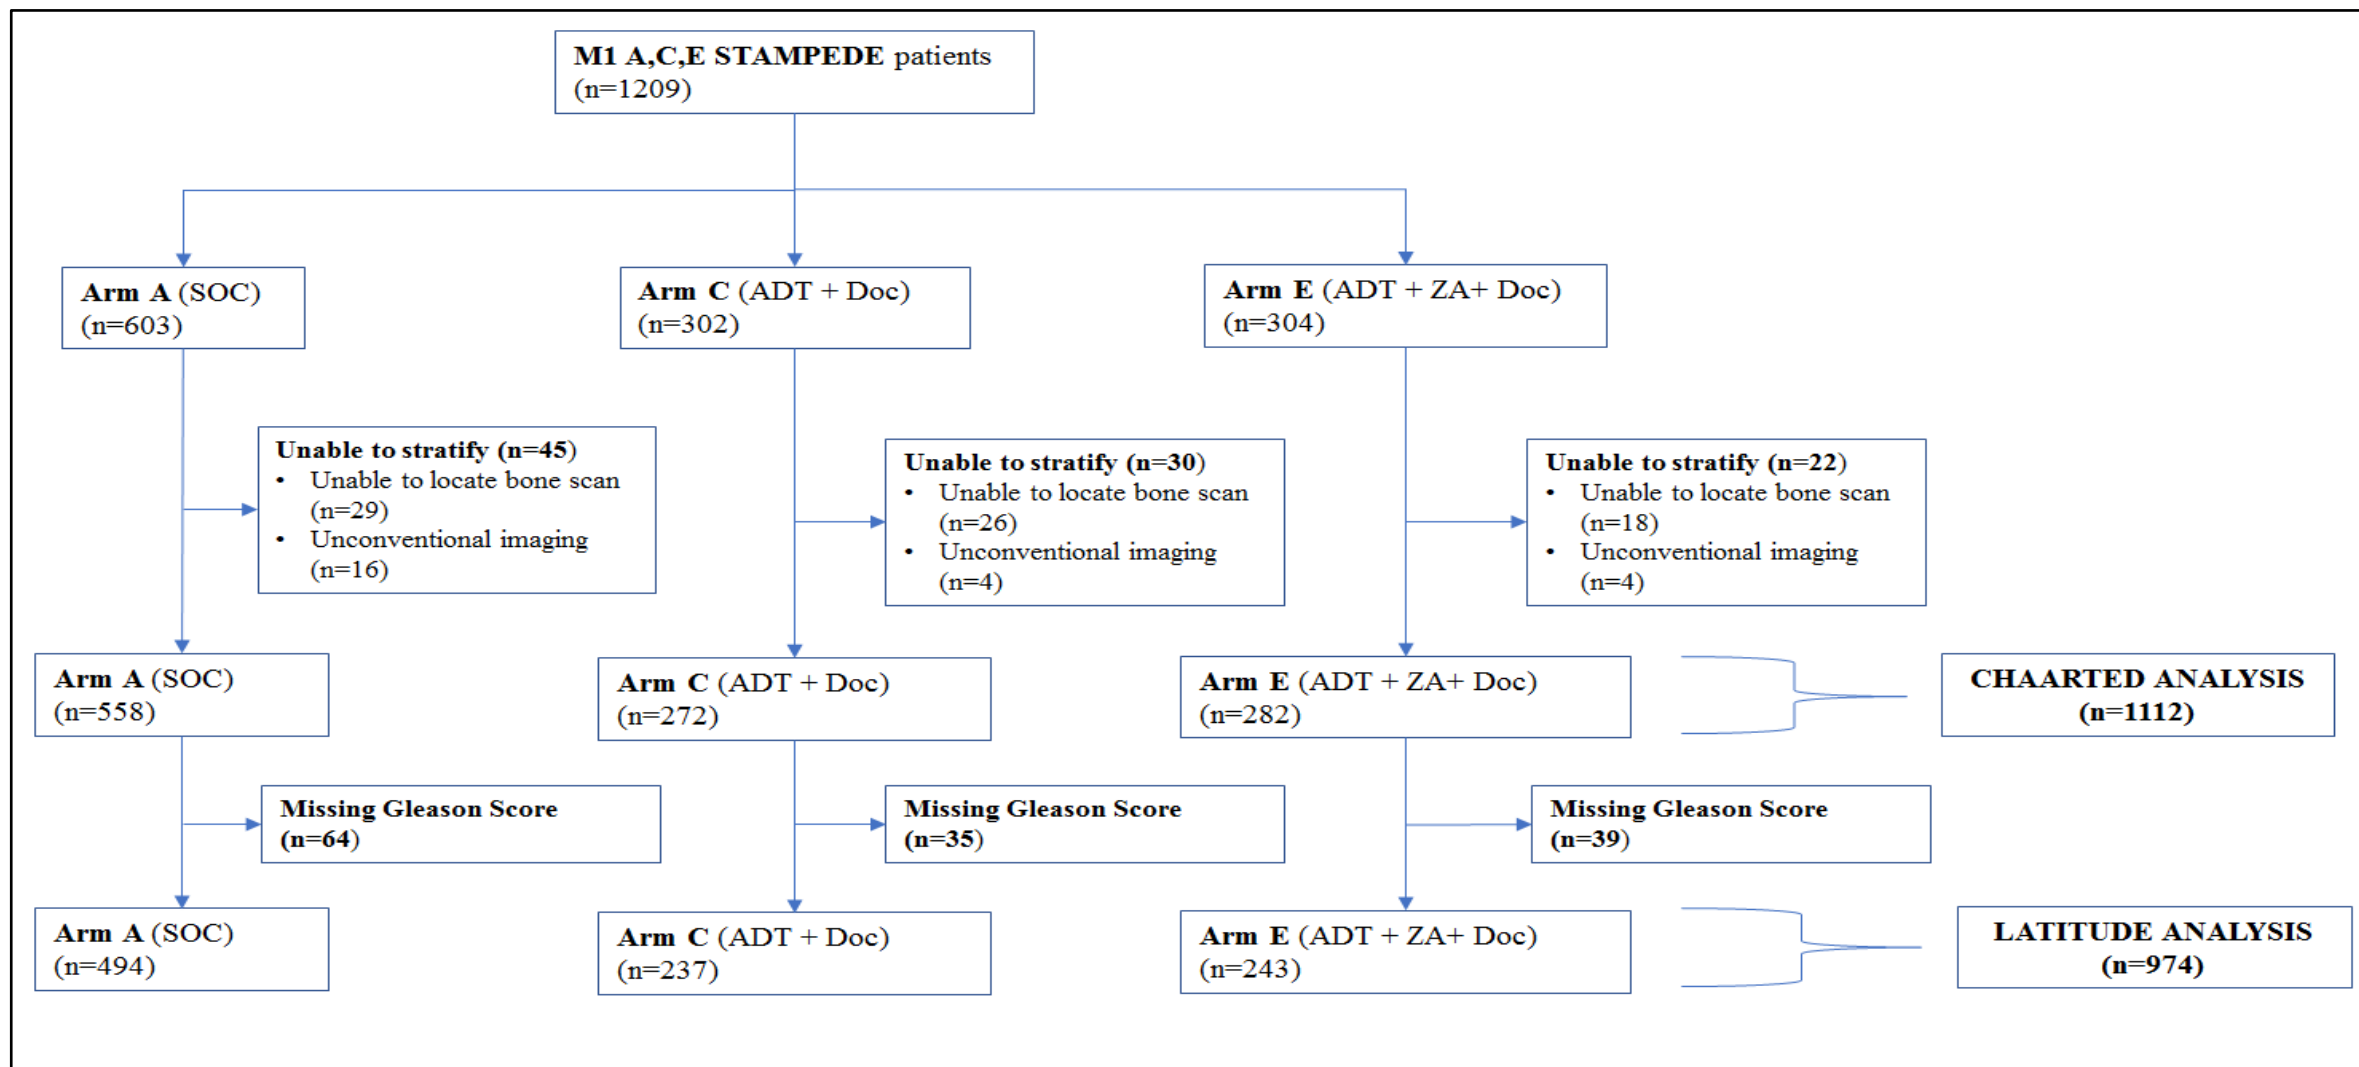 M1 A,C,E STAMPEDE patients
(n=1209)
Arm A (SOC)
(n=603)
Arm C (ADT + Doc)
(n=302)
Arm E (ADT + ZA+ Doc)
(n=304)
Unable to stratify (n=45)
• Unable to locate bone scan
(n=29)
• Unconventional imaging
(n=16)
Unable to stratify (n=30)
• Unable to locate bone scan
(n=26)
• Unconventional imaging
(n=4)
Unable to stratify (n=22)
• Unable to locate bone scan
(n=18)
• Unconventional imaging
(n=4)
Arm A (SOC)
(n=558)
Arm C (ADT + Doc)
(n=272)
Arm E (ADT + ZA+ Doc)
(n=282)
CHAARTED ANALYSIS
(n=1112)
Missing Gleason Score
(n=64)
Missing Gleason Score
(n=35)
Missing Gleason Score
(n=39)
Arm A (SOC)
(n=494)
Arm C (ADT + Doc)
(n=237)
Arm E (ADT + ZA+ Doc)
(n=243)
LATITUDE ANALYSIS
(n=974)